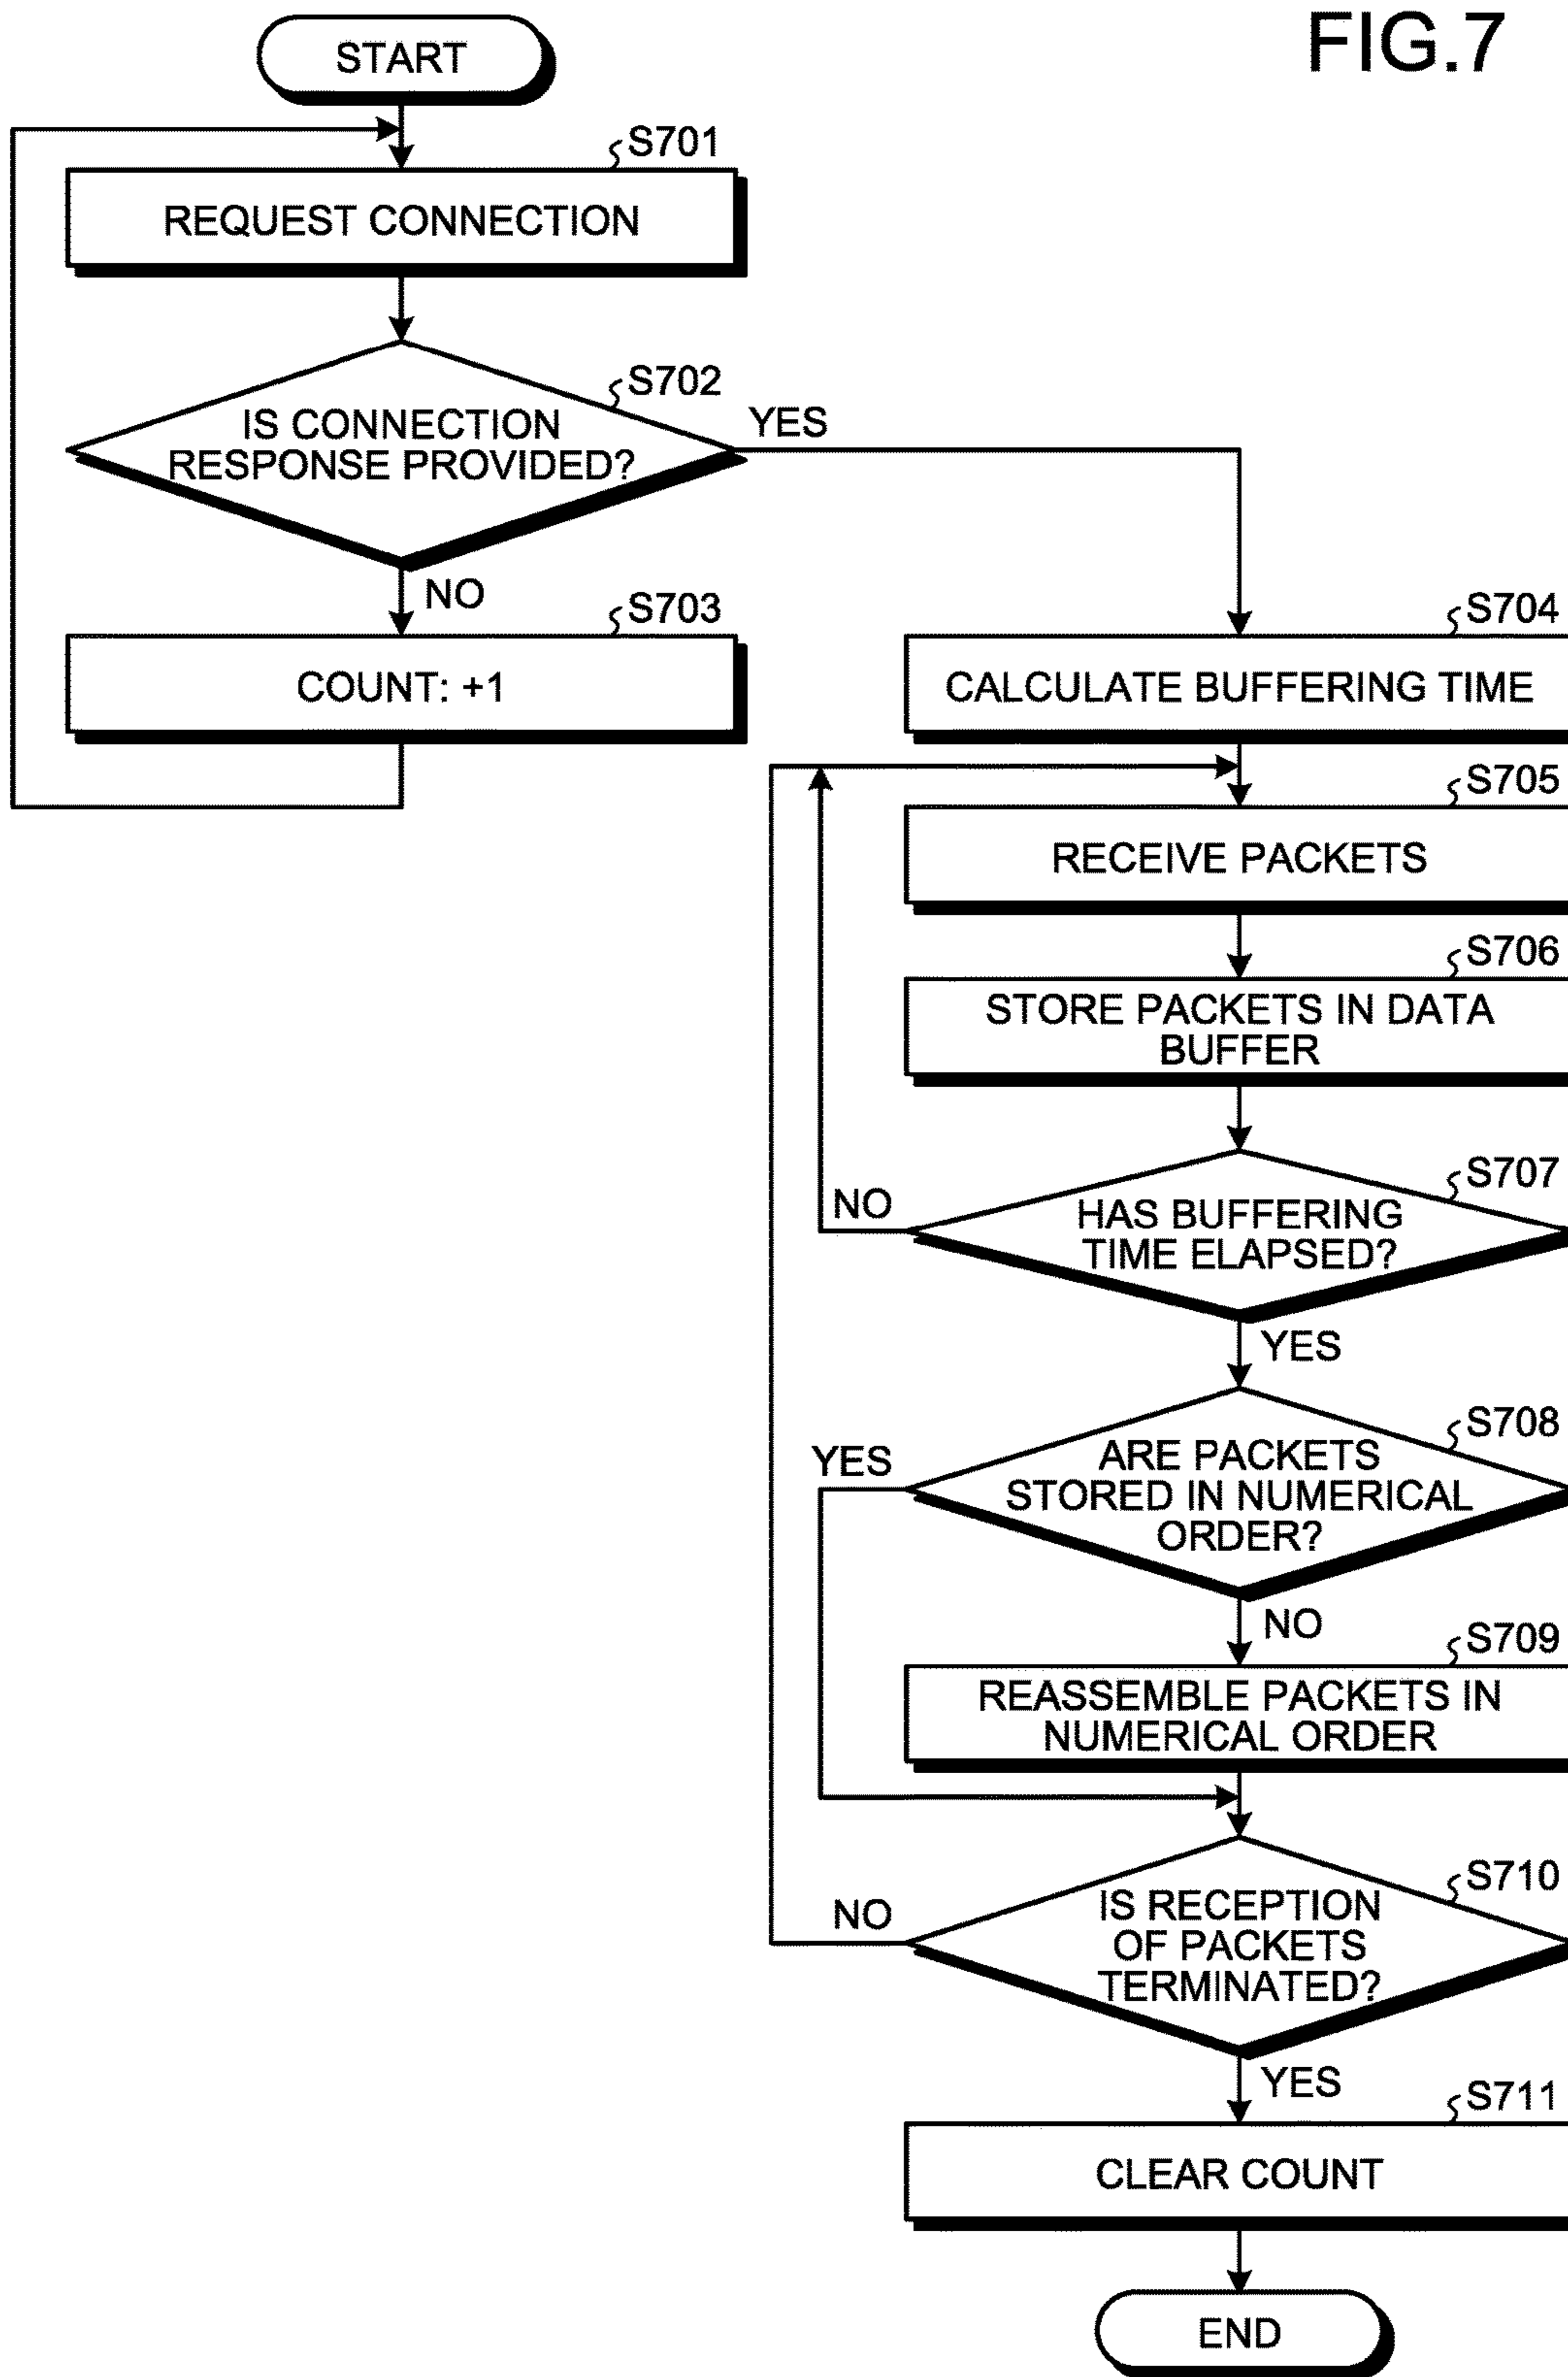 FIG.7
START
S701
REQUEST CONNECTION
S702
IS CONNECTION
RESPONSE PROVIDED?
YES
NO
S703
COUNT: +1
S704
CALCULATE BUFFERING TIME
S705
RECEIVE PACKETS
S706
STORE PACKETS IN DATA
BUFFER
S707
HAS BUFFERING
TIME ELAPSED?
NO
YES
S708
ARE PACKETS
STORED IN NUMERICAL
ORDER?
YES
NO
S709
REASSEMBLE PACKETS IN
NUMERICAL ORDER
S710
IS RECEPTION
OF PACKETS
TERMINATED?
NO
YES
S711
CLEAR COUNT
END